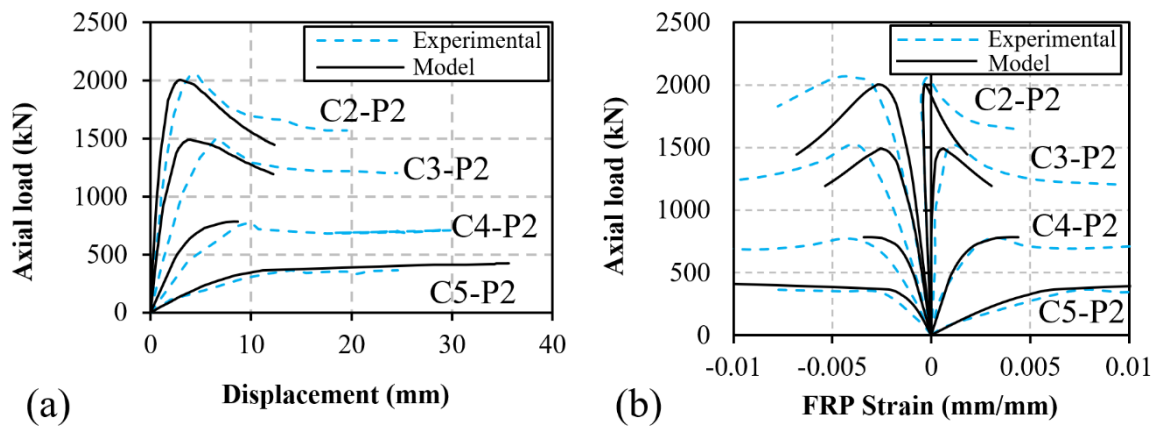 2500
2000
1500
1000
500
0
Axial load (kN)
Experimental
Model
C2-P2
C3-P2
C4-P2
C5-P2
0
10
20
30
40
Displacement (mm)
(a)
2500
2000
1500
1000
500
0
Axial load (kN)
Experimental
Model
C2-P2
C3-P2
C4-P2
C5-P2
-0.01
-0.005
0
0.005
0.01
FRP Strain (mm/mm)
(b)